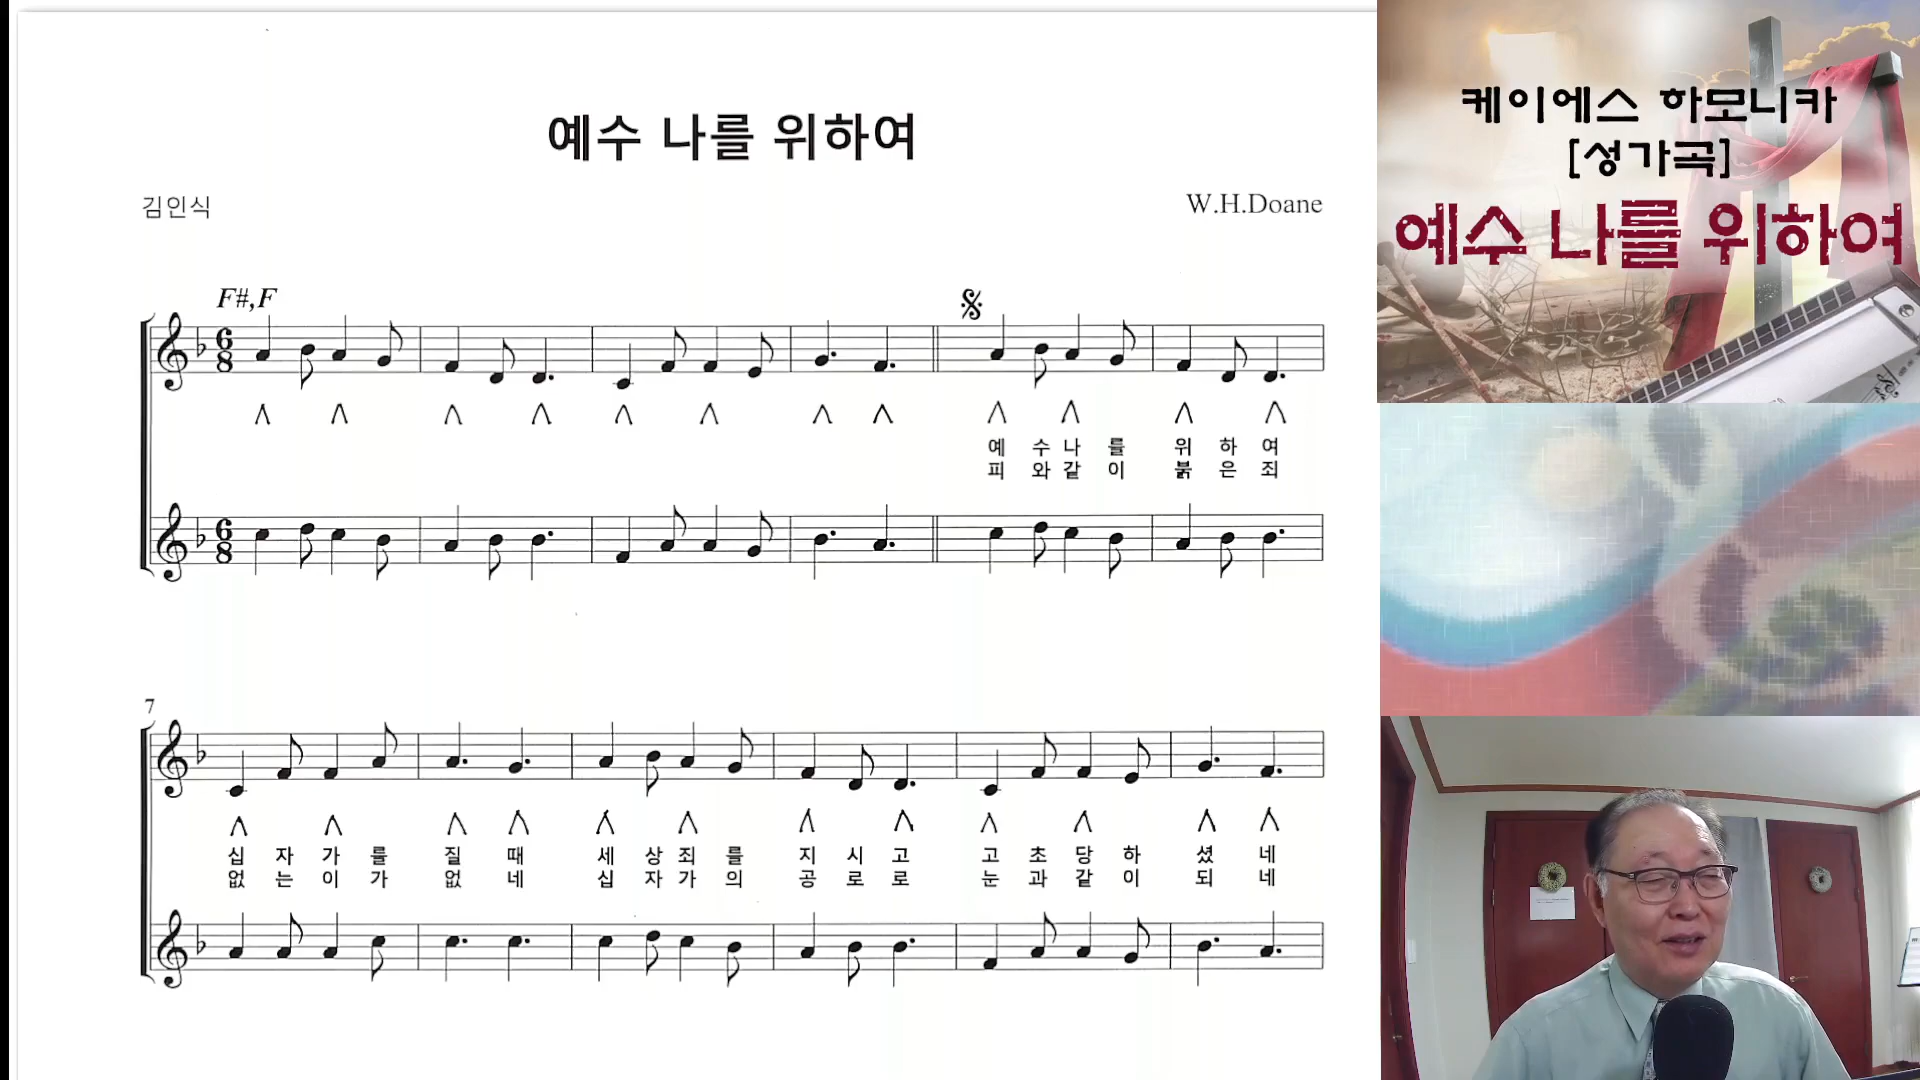 예수 나를 위하여
김인식
W.H.Doane
F#,F
6
8
예 수 나 를 위 하 여
피 와 같 이 붉 은 죄
6
8
7
십 자 가 를 질 때 세 상 죄 를 지 시 고 고 초 당 하 셨 네
없 는 이 가 없 네 십 자 가 의 공 로 로 눈 과 같 이 되 네
케이에스 하모니카
[성가곡]
예수 나를 위하여